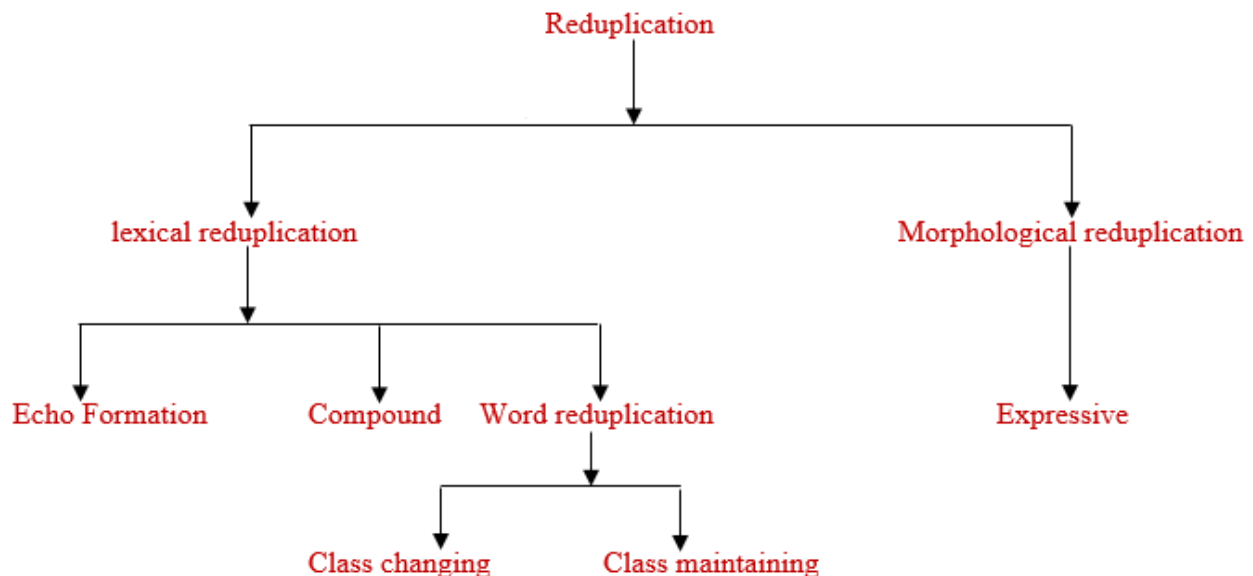 Reduplication
lexical reduplication
Morphological reduplication
Echo Formation
Compound
Word reduplication
Expressive
Class changing
Class maintaining